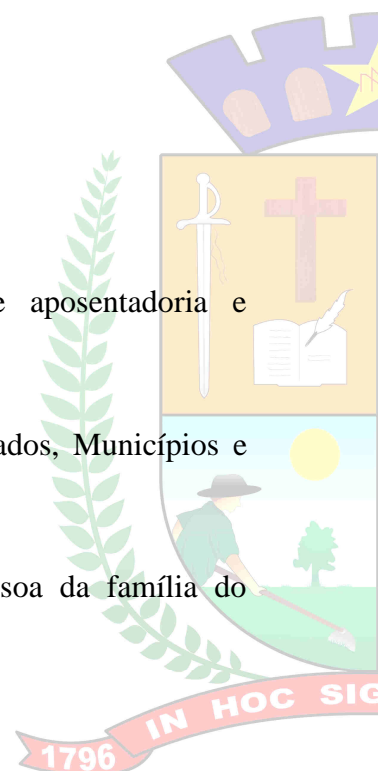 e aposentadoria e
ados, Municípios e
soa da família do
IN HOC SIG
1796